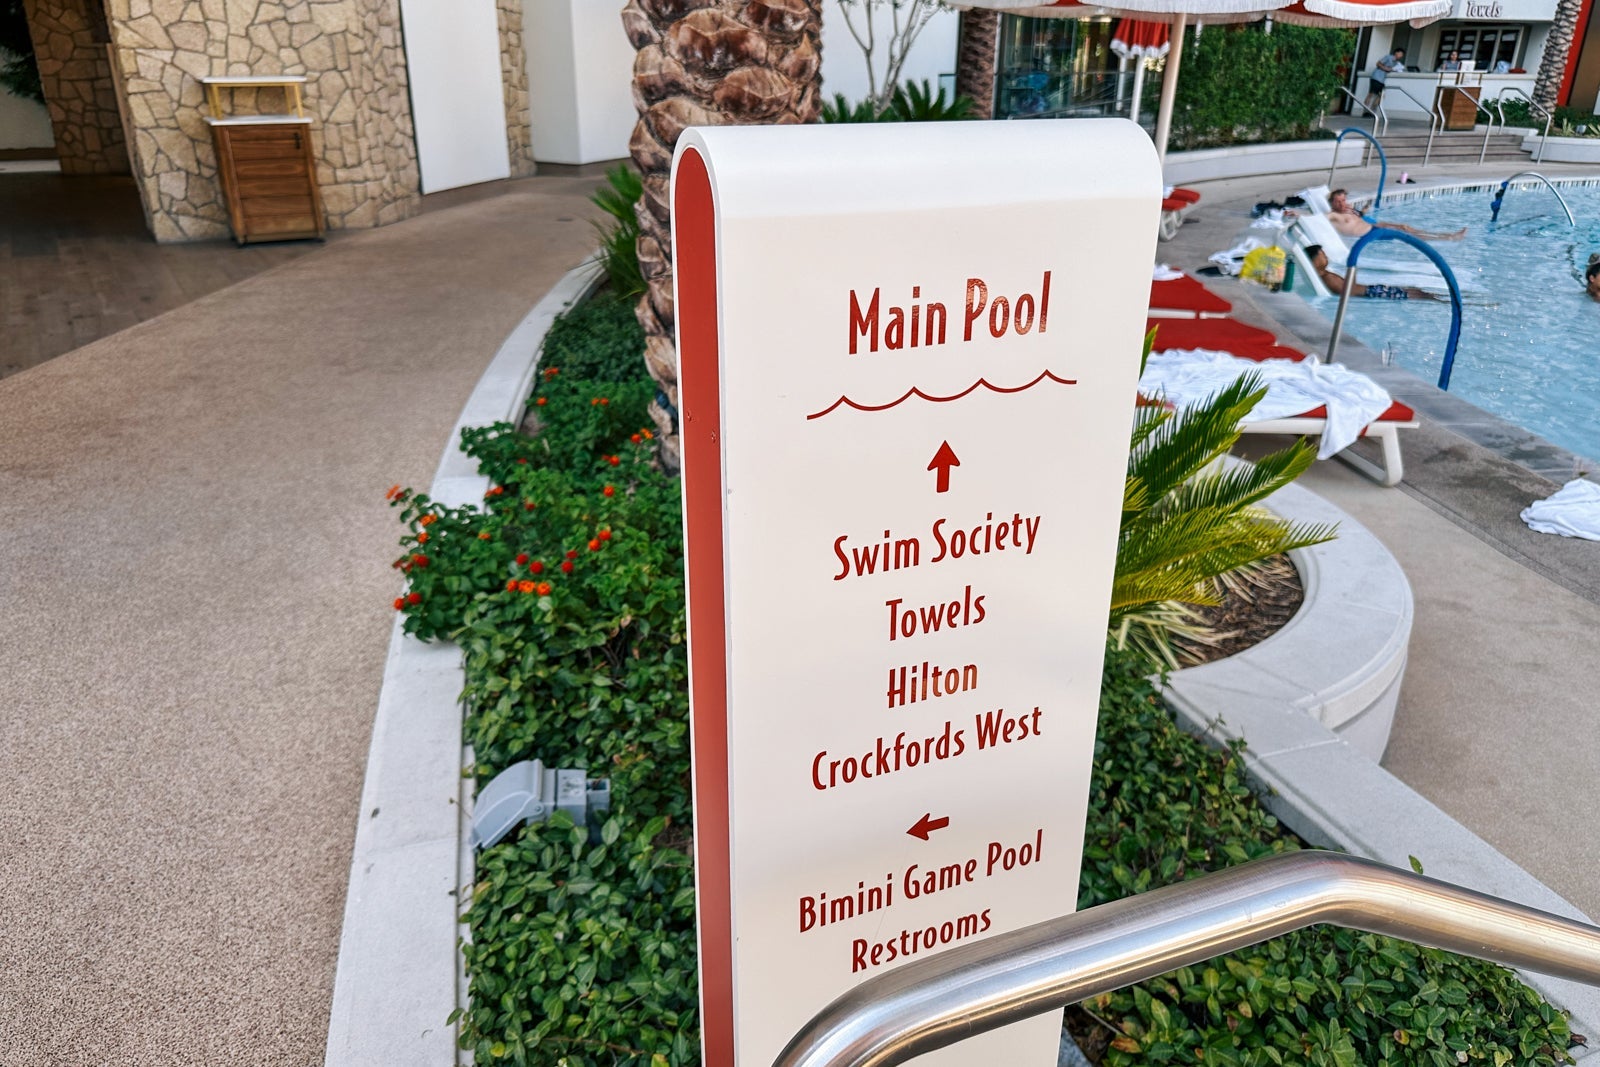 Towels
Main Pool
Swim Society
Towels
Hilton
Crockfords West
Bimini Game Pool
Restrooms